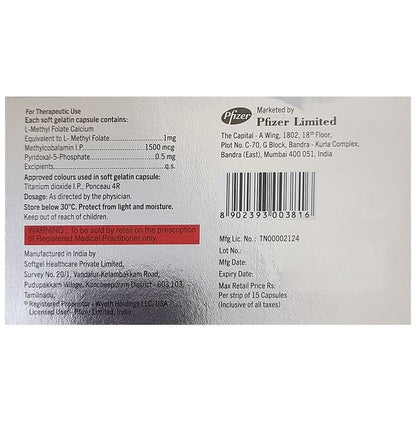 For Therapeutic Use
Each soft gelatin capsule contains:
L-Methyl Folate Calcium
Equivalent to L- Methyl Folate.............1mg
Methylcobalamin I.P...................1500 mcg
Pyridoxal-5-Phosphate......................0.5 mg
Excipients.......................................q.s.
Approved colours used in soft gelatin capsule:
Titanium dioxide I.P., Ponceau 4R
Dosage: As directed by the physician.
Store below 30°C. Protect from light and moisture.
Keep out of reach of children.
WARNING : To be sold by retail on the prescription
of Registered Medical Practitioner only.
Manufactured in India by
Softgel Healthcare Private Limited,
Survey No. 20/1, Vandalur-Kelambakkam Road,
Pudupakkam Village, Kancheepuram District - 603 103,
Tamilnadu,
® Registered Proprietor - Wyeth Holdings LLC, USA
Licensed User - Pfizer Limited, India
Pfizer
Marketed by
Pfizer Limited
The Capital - A Wing, 1802, 18th Floor,
Plot No. C-70, G Block, Bandra - Kurla Complex,
Bandra (East), Mumbai 400 051, India
8 902393 003816
Mfg Lic. No.: TN00002124
Lot No.:
Mfg Date:
Expiry Date:
Max Retail Price Rs:
Per strip of 15 Capsules
(Inclusive of all taxes)